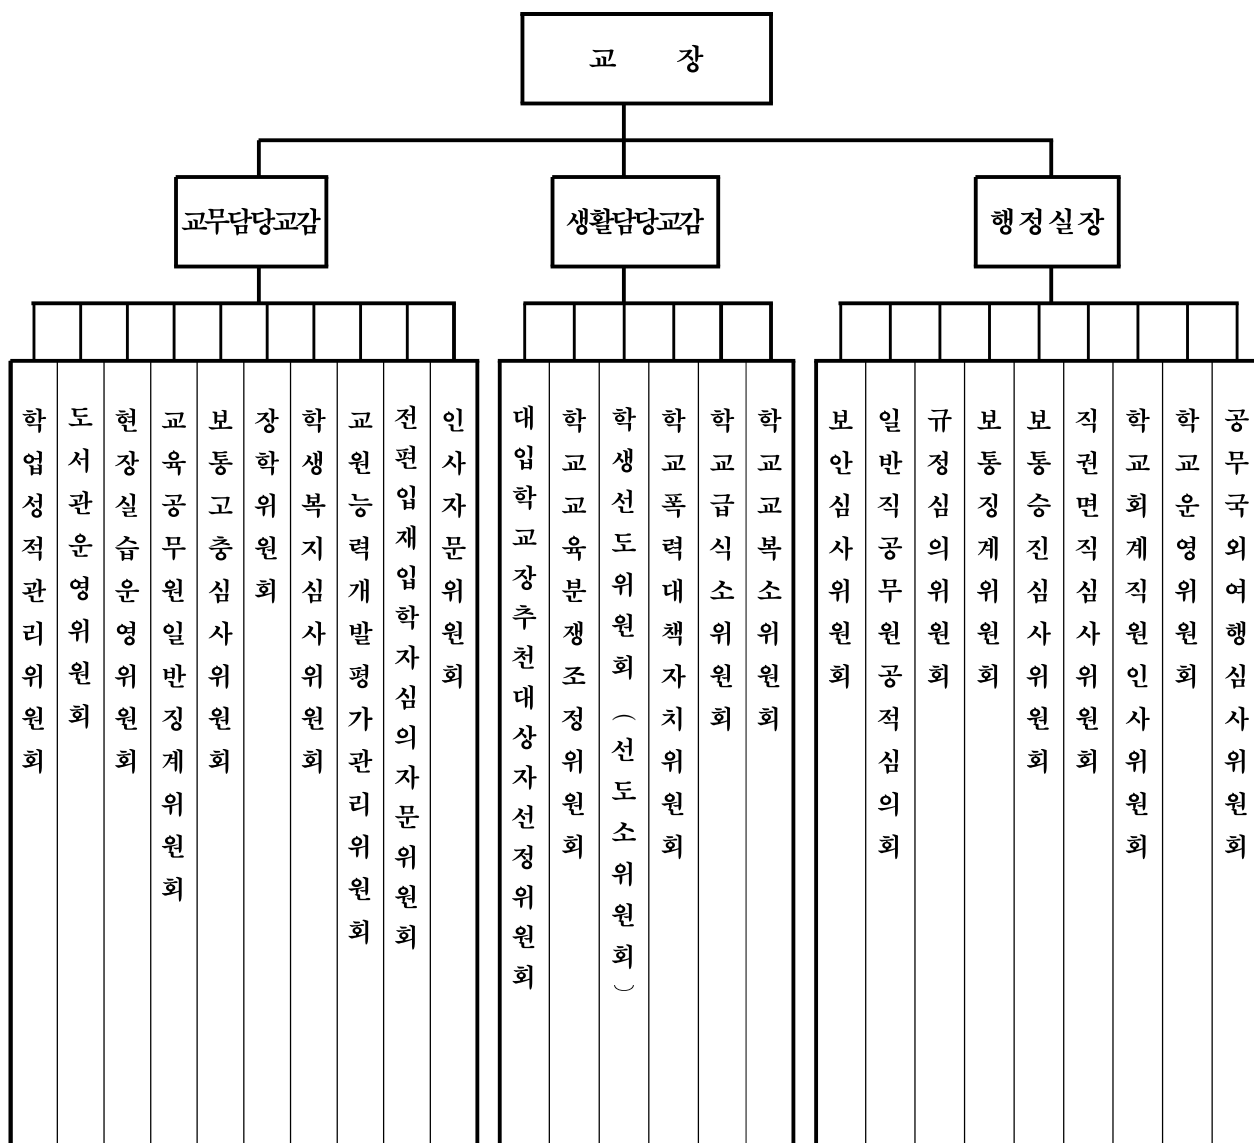 교 장
교무담당교감
생활담당교감
행정실장
학업성적관리위원회
도서관운영위원회
현장실습운영위원회
교육공무원일반징계위원회
보통고충심사위원회
장학위원회
학생복지심사위원회
교원능력개발평가관리위원회
전편입재입학자심의자문위원회
인사자문위원회
대입학교장추천대상자선정위원회
학교교육분쟁조정위원회
학생선도위원회(선도소위원회)
학교폭력대책자치위원회
학교급식소위원회
학교교복소위원회
보안심사위원회
일반직공무원공적심의회
규정심의위원회
보통징계위원회
보통승진심사위원회
직권면직심사위원회
학교회계직원인사위원회
학교운영위원회
공무국외여행심사위원회